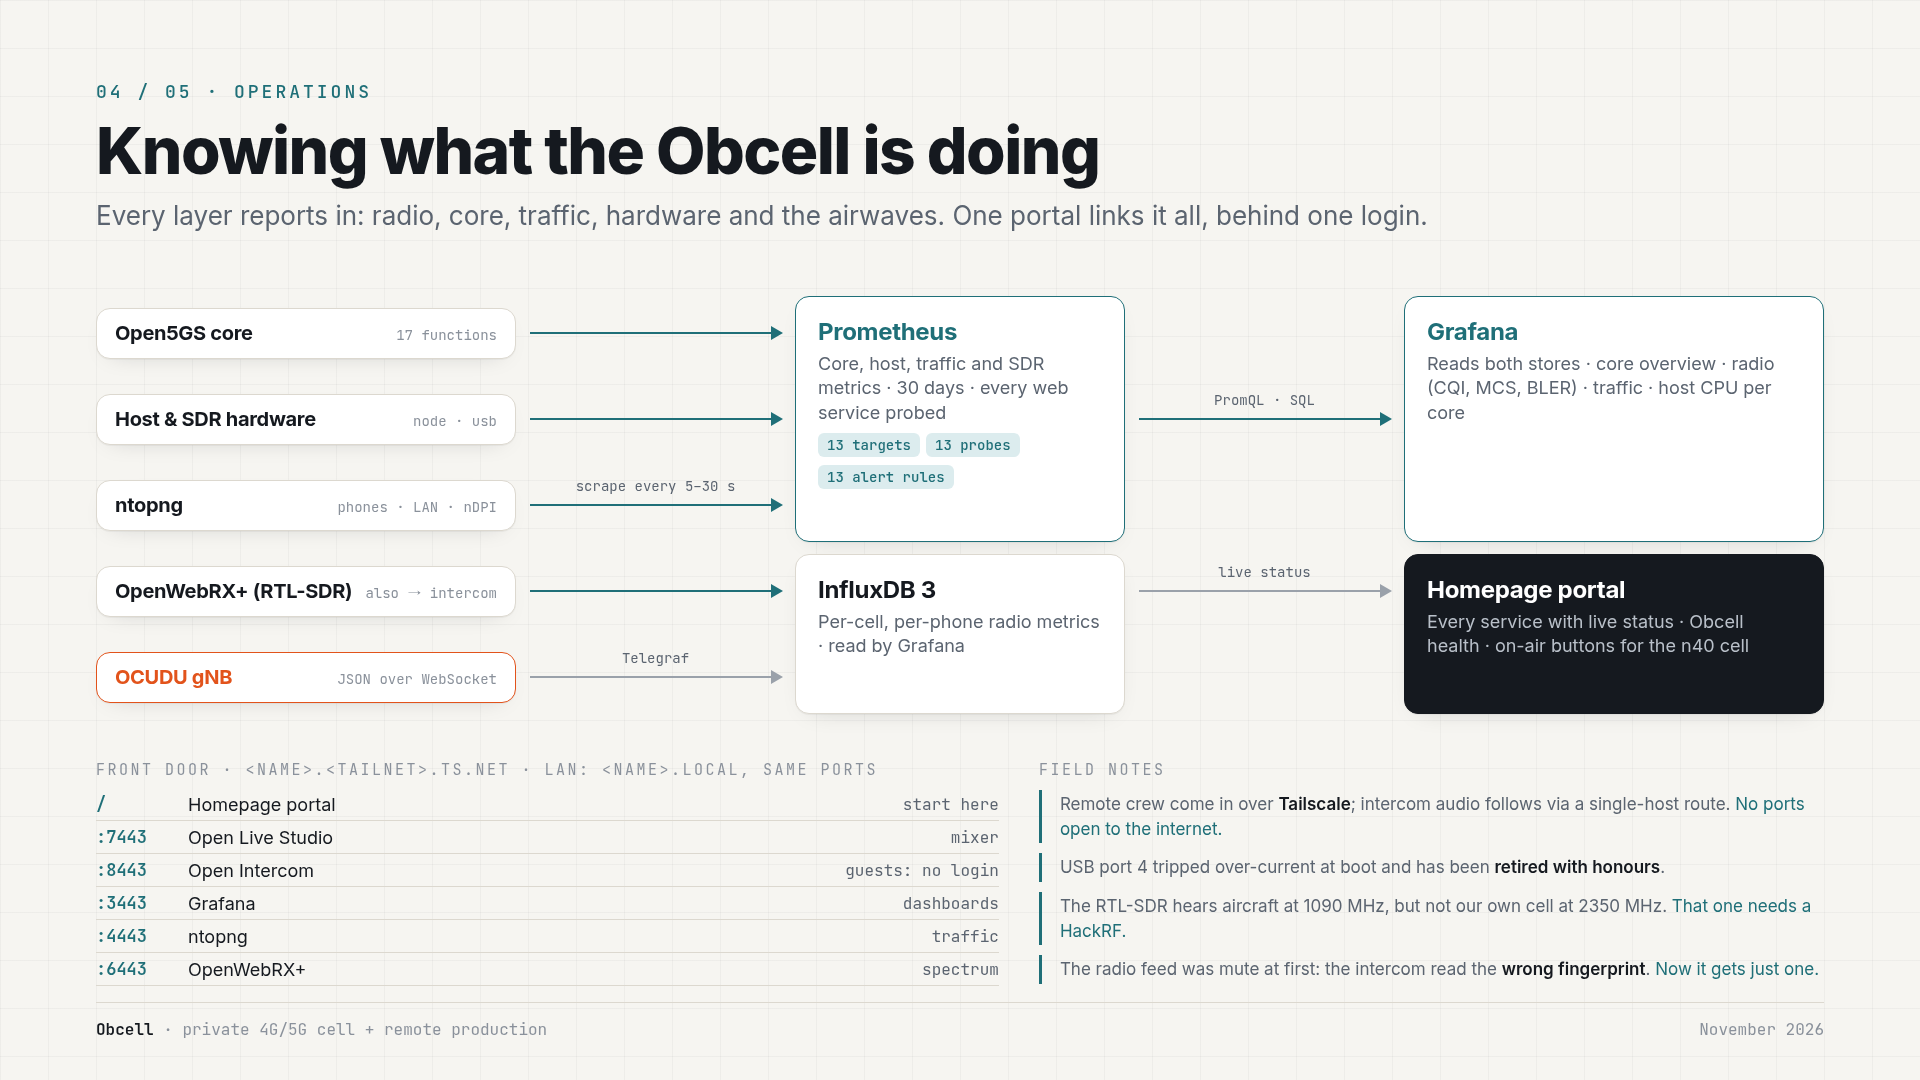 04 / 05 · OPERATIONS
Knowing what the Obcell is doing
Every layer reports in: radio, core, traffic, hardware and the airwaves. One portal links it all, behind one login.
Open5GS core
17 functions
Host & SDR hardware
node · usb
ntopng
phones · LAN · nDPI
OpenWebRX+ (RTL-SDR)
also → intercom
OCUDU gNB
JSON over WebSocket
scrape every 5–30 s
Telegraf
Prometheus
Core, host, traffic and SDR
metrics · 30 days · every web
service probed
13 targets
13 probes
13 alert rules
InfluxDB 3
Per-cell, per-phone radio metrics
· read by Grafana
PromQL · SQL
live status
Grafana
Reads both stores · core overview · radio
(CQI, MCS, BLER) · traffic · host CPU per
core
Homepage portal
Every service with live status · Obcell
health · on-air buttons for the n40 cell
FRONT DOOR · <NAME>.<TAILNET>.TS.NET · LAN: <NAME>.LOCAL, SAME PORTS
/ Homepage portal start here
:7443 Open Live Studio mixer
:8443 Open Intercom guests: no login
:3443 Grafana dashboards
:4443 ntopng traffic
:6443 OpenWebRX+ spectrum
FIELD NOTES
Remote crew come in over Tailscale; intercom audio follows via a single-host route. No ports
open to the internet.
USB port 4 tripped over-current at boot and has been retired with honours.
The RTL-SDR hears aircraft at 1090 MHz, but not our own cell at 2350 MHz. That one needs a
HackRF.
The radio feed was mute at first: the intercom read the wrong fingerprint. Now it gets just one.
Obcell · private 4G/5G cell + remote production
November 2026